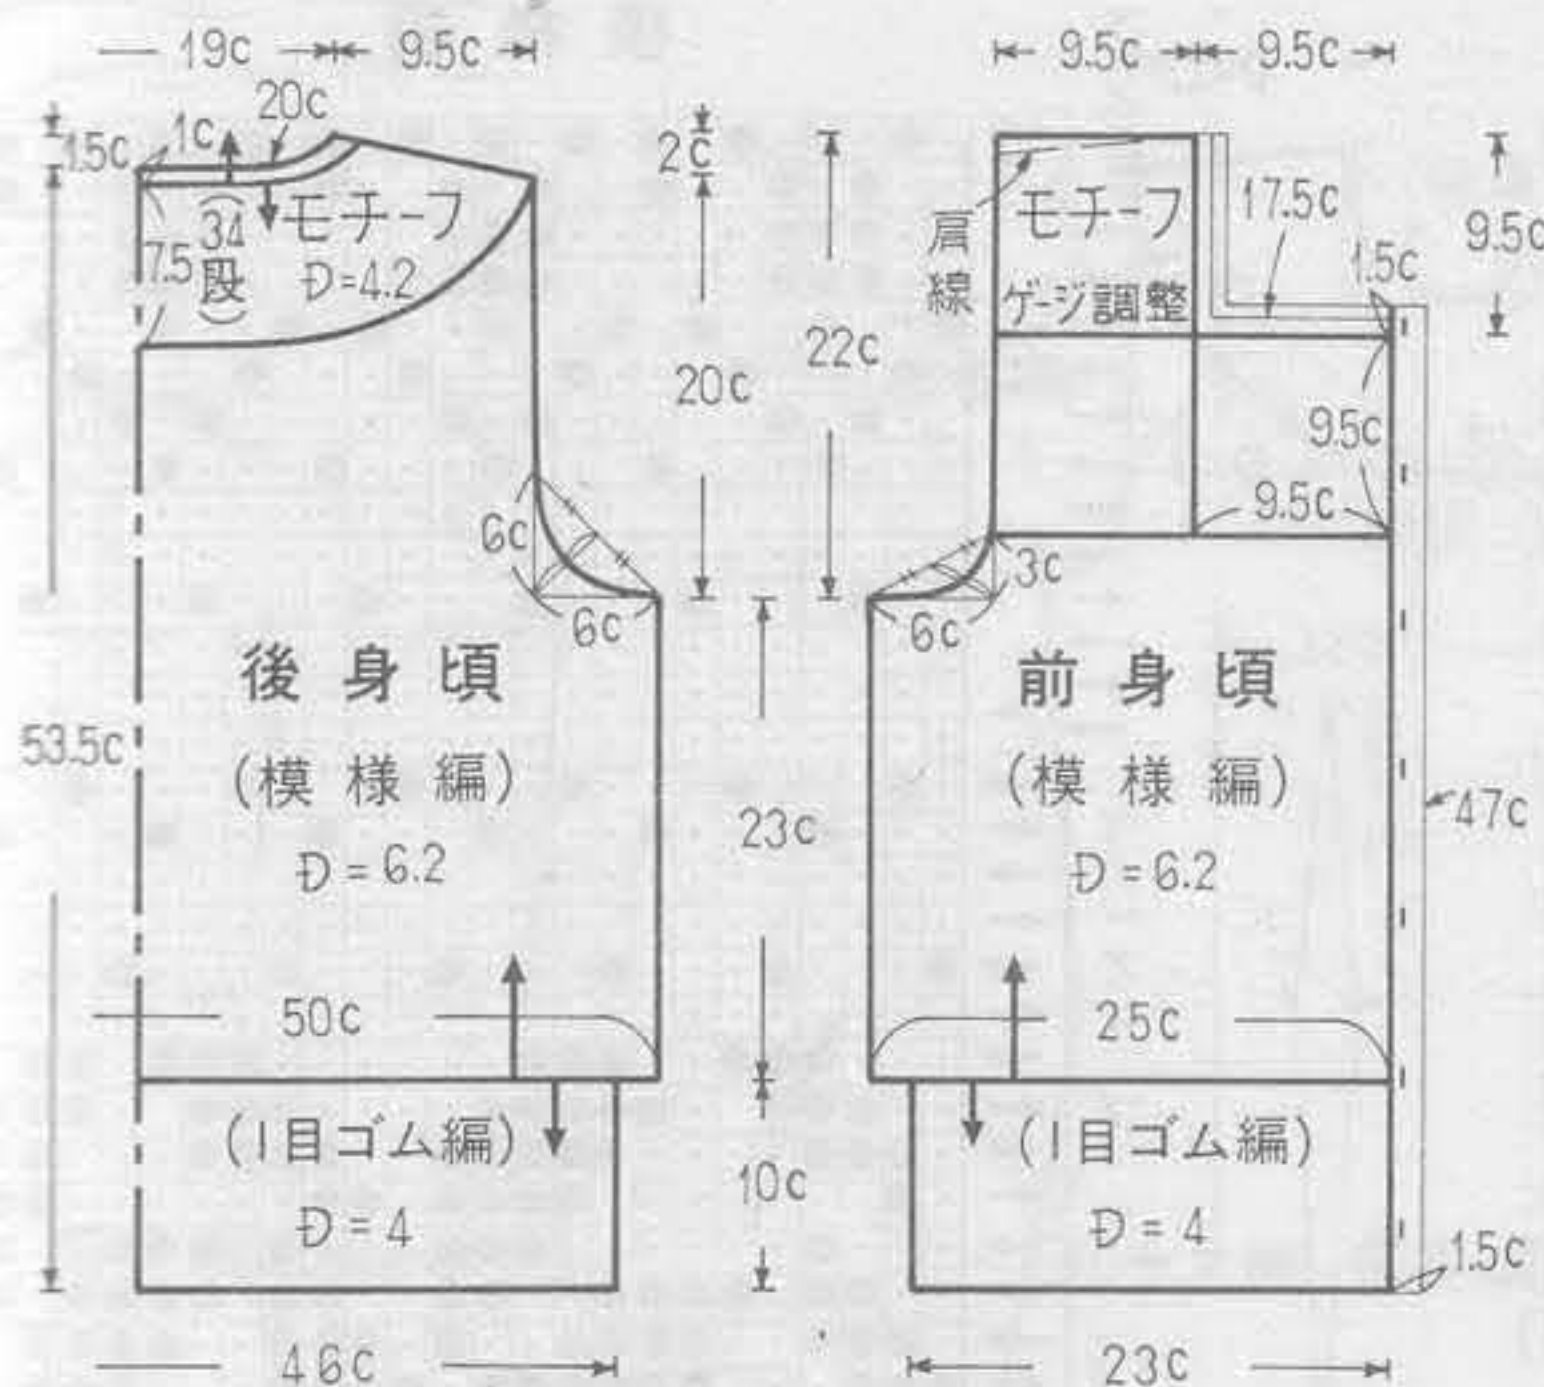 19c
9.5c
1.5c
1c
20c
モチーフ
D=4.2
7.5
(34段)
2c
20c
22c
6c
6c
後身頃
(模様編)
D=6.2
53.5c
50c
(1目ゴム編)
D=4
46c
23c
10c
9.5c
9.5c
肩線
モチーフ
ゲージ調整
17.5c
1.5c
9.5c
9.5c
9.5c
3c
6c
前身頃
(模様編)
D=6.2
47c
25c
(1目ゴム編)
D=4
1.5c
23c